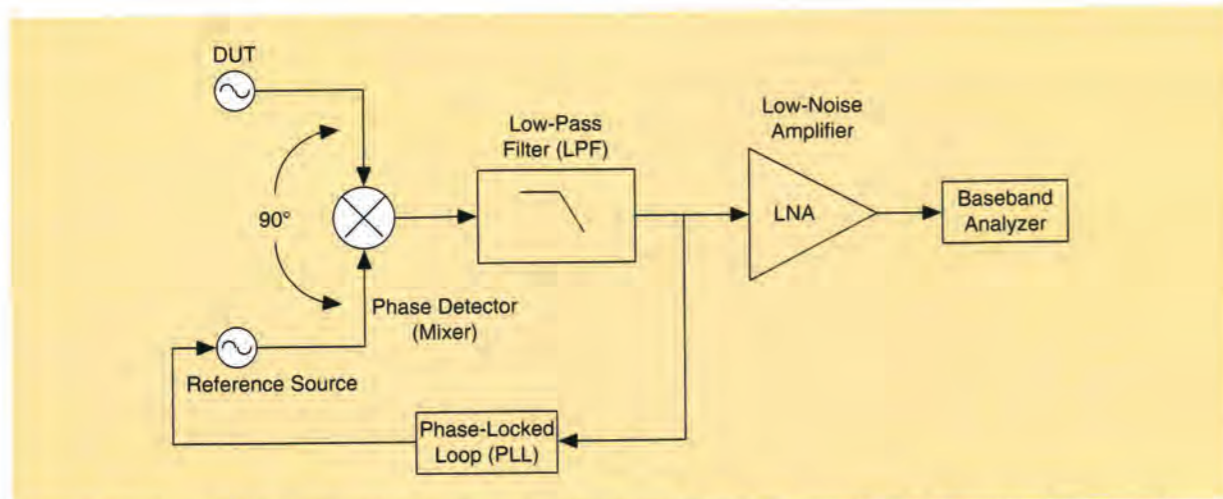 DUT
Low-Noise
Amplifier
Low-Pass
Filter (LPF)
LNA
Baseband
Analyzer
90°
Phase Detector
(Mixer)
Reference Source
Phase-Locked
Loop (PLL)